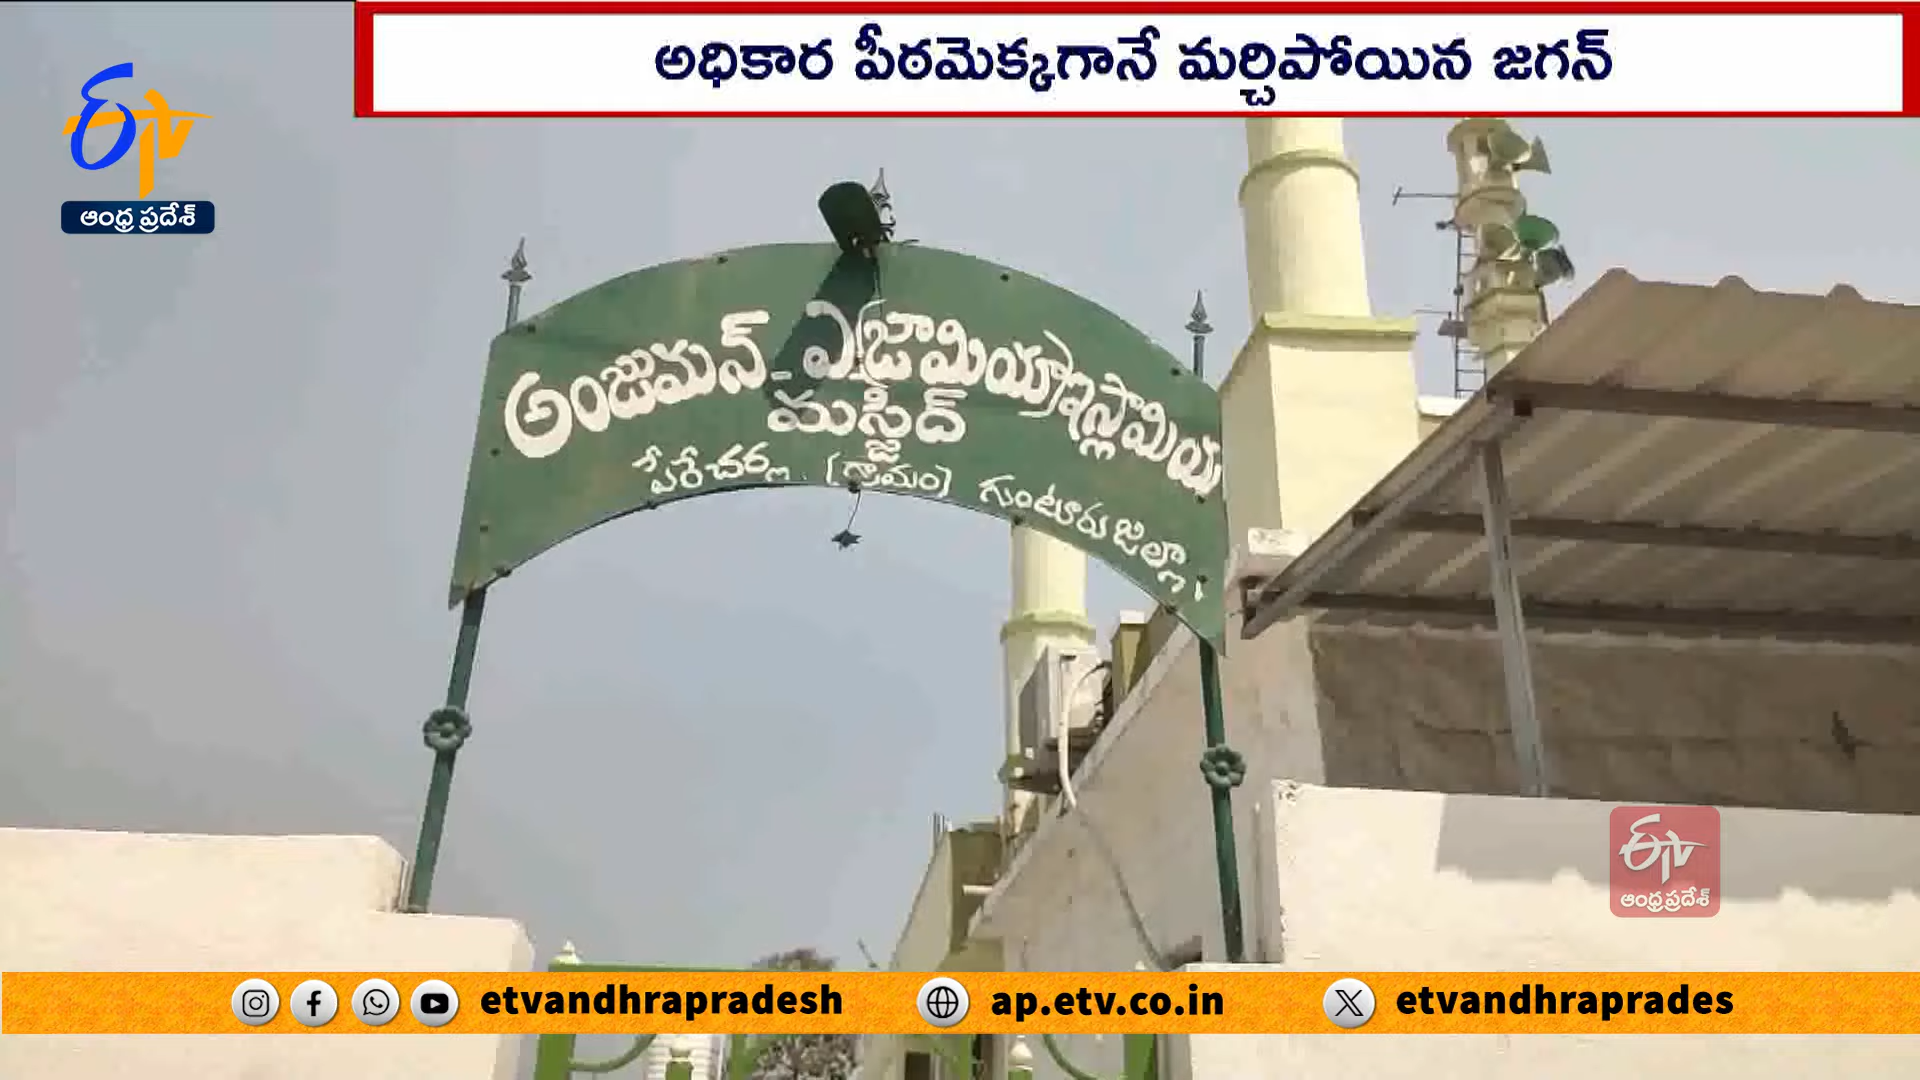 అధికార పీఠమెక్కగానే మర్చిపోయిన జగన్
ఆంధ్ర ప్రదేశ్
అంజుమన్-ఎ-జామియా ఇస్లామియ
మస్జిద్
పేరేచర్ల. (గ్రామం) గుంటూరు జిల్లా.
ఆంధ్రప్రదేశ్
etvandhrapradesh
ap.etv.co.in
etvandhraprades